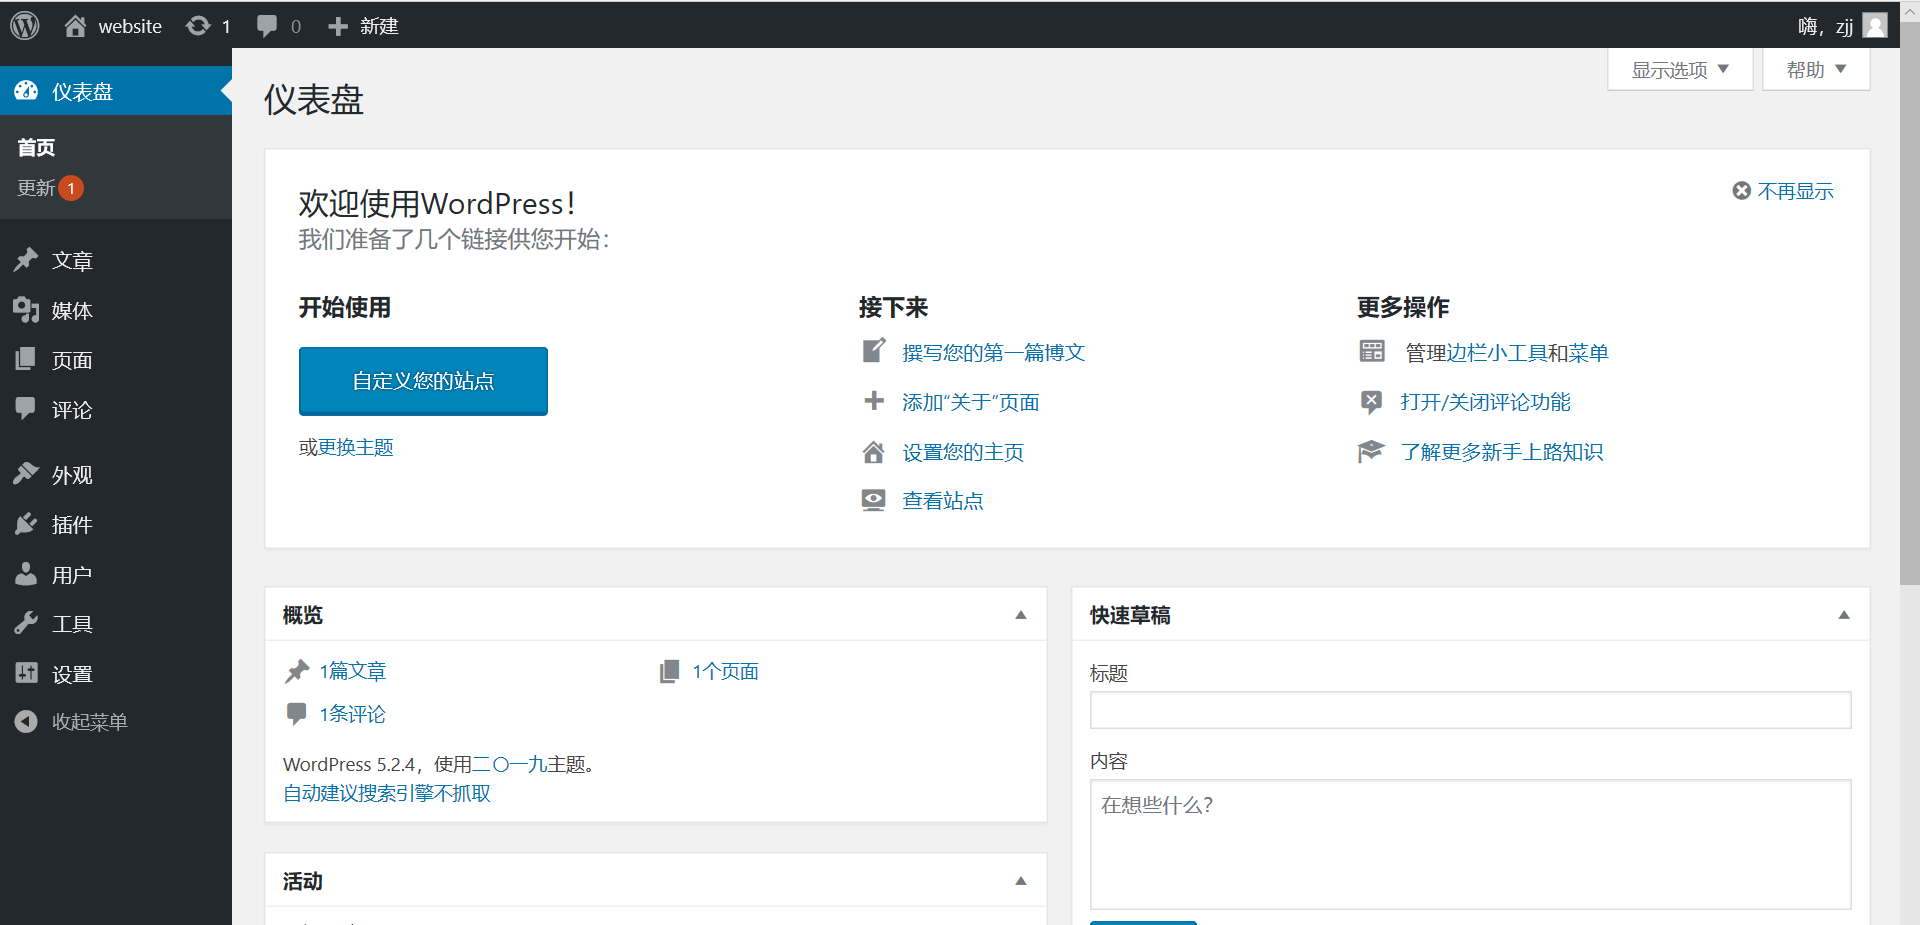 website 1 0 新建 嗨，zjj
显示选项 帮助
仪表盘
首页
更新 1
文章
媒体
页面
评论
外观
插件
用户
工具
设置
收起菜单
仪表盘
欢迎使用WordPress！
不再显示
我们准备了几个链接供您开始：
开始使用
自定义您的站点
或更换主题
接下来
撰写您的第一篇博文
添加“关于”页面
设置您的主页
查看站点
更多操作
管理边栏小工具和菜单
打开/关闭评论功能
了解更多新手上路知识
概览
1篇文章 1个页面
1条评论
WordPress 5.2.4，使用二〇一九主题。
自动建议搜索引擎不抓取
活动
快速草稿
标题
内容
在想些什么？